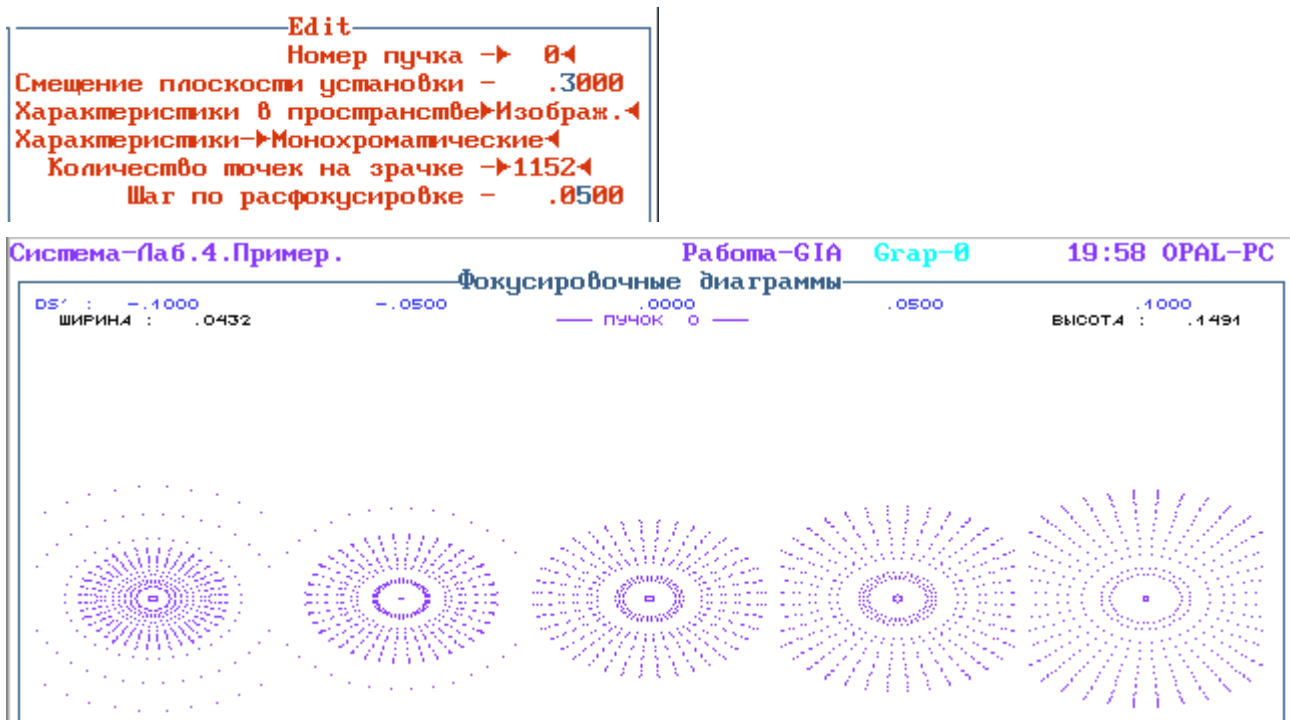 Edit
Номер пучка -► 0◄
Смещение плоскости установки - .3000
Характеристики в пространстве►Изображ.◄
Характеристики-►Монохроматические◄
Количество точек на зрачке -►1152◄
Шаг по расфокусировке - .0500
Система-Лаб.4.Пример. Работа-GIA Grap-0 19:58 OPAL-PC
Фокусировочные диаграммы
DS' : -.1000 -.0500 .0000 .0500 .1000
ШИРИНА : .0432 ПУЧОК 0 ВЫСОТА : .1491